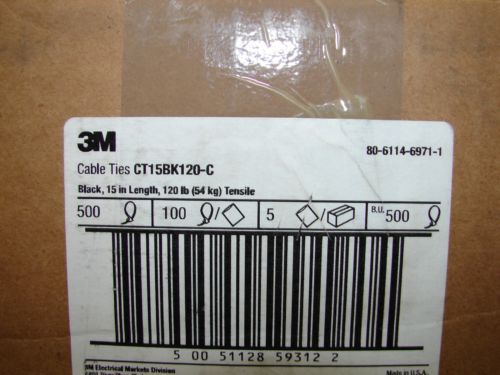 3M
80-6114-6971-1
Cable Ties CT15BK120-C
Black, 15 in Length, 120 lb (54 kg) Tensile
500 100 / 5 / B.U. 500
5 00 51128 59312 2
3M Electrical Markets Division
Made in U.S.A.